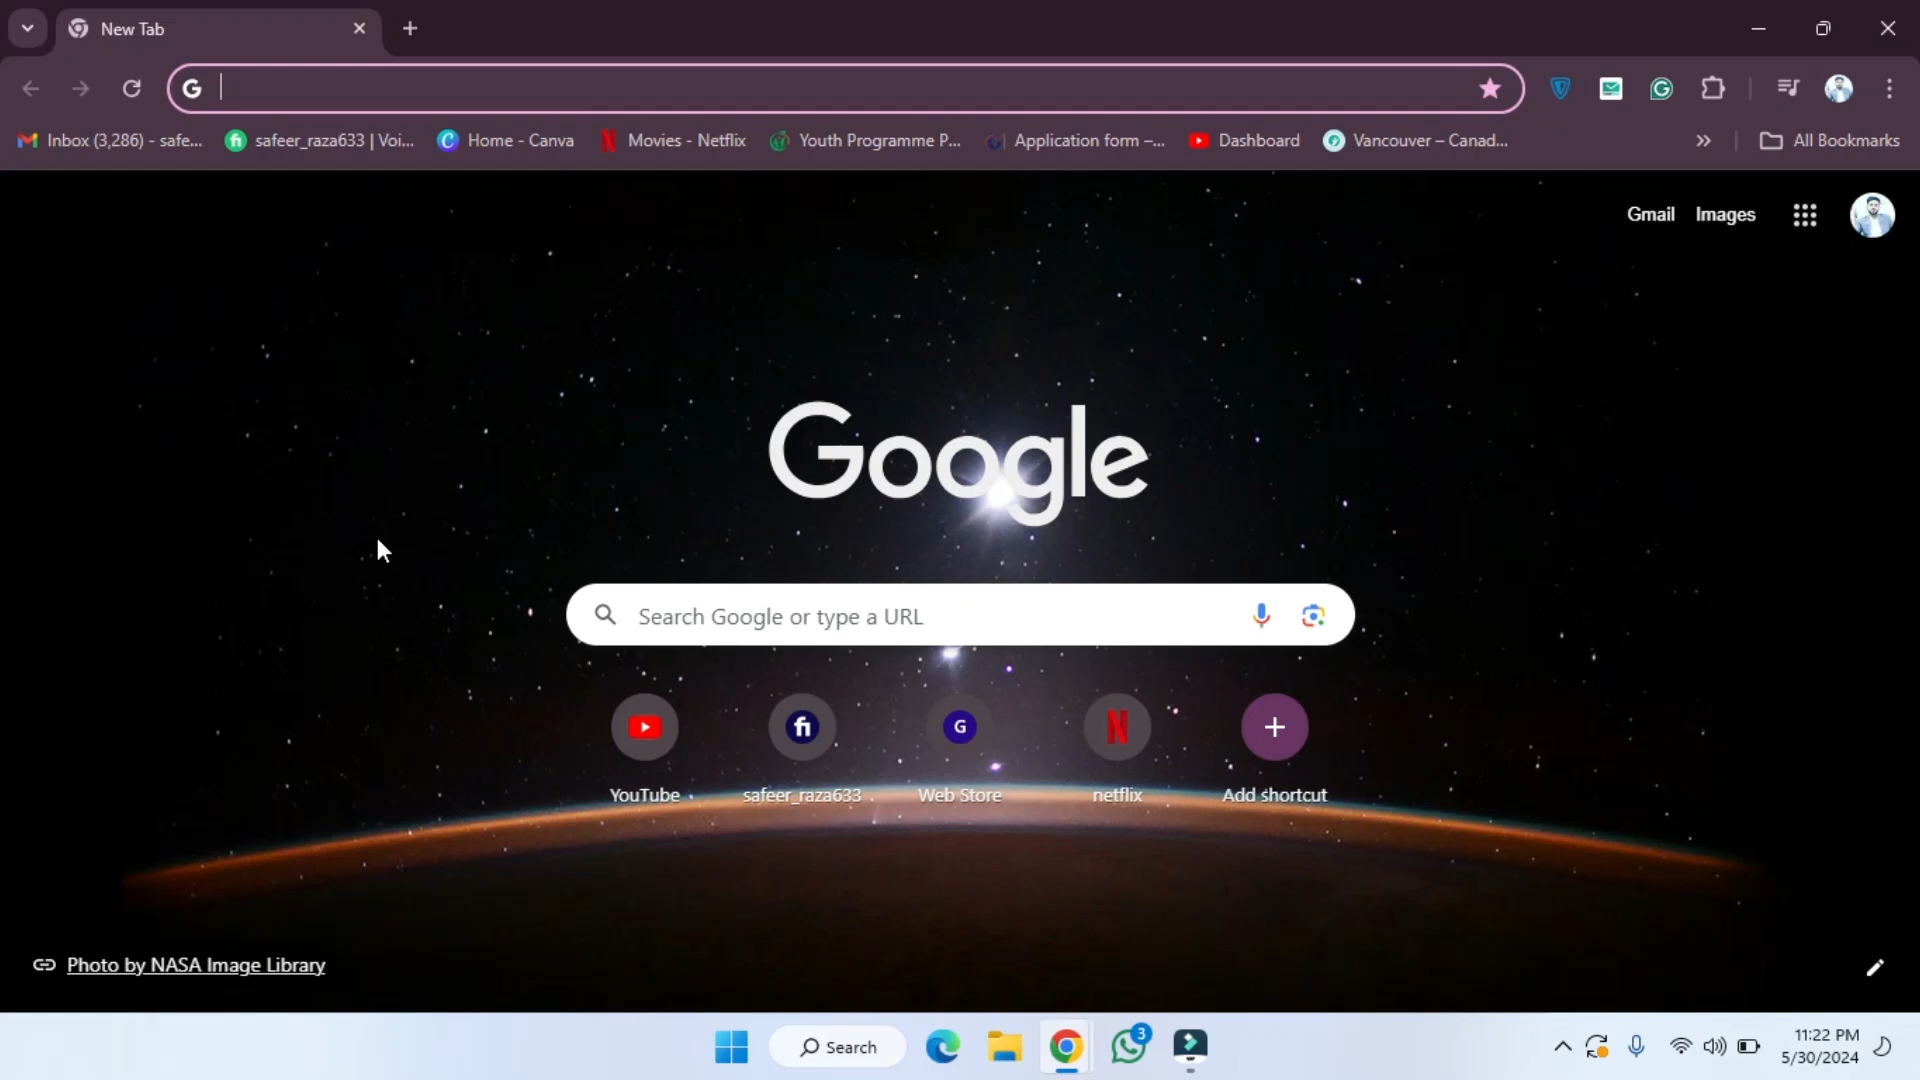 New Tab
Inbox (3,286) - safe...
safeer_raza633 | Voi...
Home - Canva
Movies - Netflix
Youth Programme P...
Application form –...
Dashboard
Vancouver – Canad...
All Bookmarks
Gmail
Images
Google
Search Google or type a URL
G
YouTube
safeer_raza633
Web Store
netflix
Add shortcut
Photo by NASA Image Library
Search
3
11:22 PM
5/30/2024